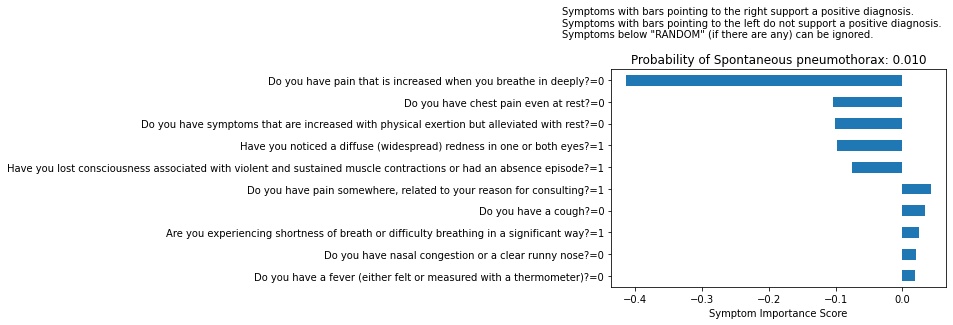 Symptoms with bars pointing to the right support a positive diagnosis.
Symptoms with bars pointing to the left do not support a positive diagnosis.
Symptoms below "RANDOM" (if there are any) can be ignored.
Probability of Spontaneous pneumothorax: 0.010
Do you have pain that is increased when you breathe in deeply?=0
Do you have chest pain even at rest?=0
Do you have symptoms that are increased with physical exertion but alleviated with rest?=0
Have you noticed a diffuse (widespread) redness in one or both eyes?=1
Have you lost consciousness associated with violent and sustained muscle contractions or had an absence episode?=1
Do you have pain somewhere, related to your reason for consulting?=1
Do you have a cough?=0
Are you experiencing shortness of breath or difficulty breathing in a significant way?=1
Do you have nasal congestion or a clear runny nose?=0
Do you have a fever (either felt or measured with a thermometer)?=0
−0.4 −0.3 −0.2 −0.1 0.0
Symptom Importance Score